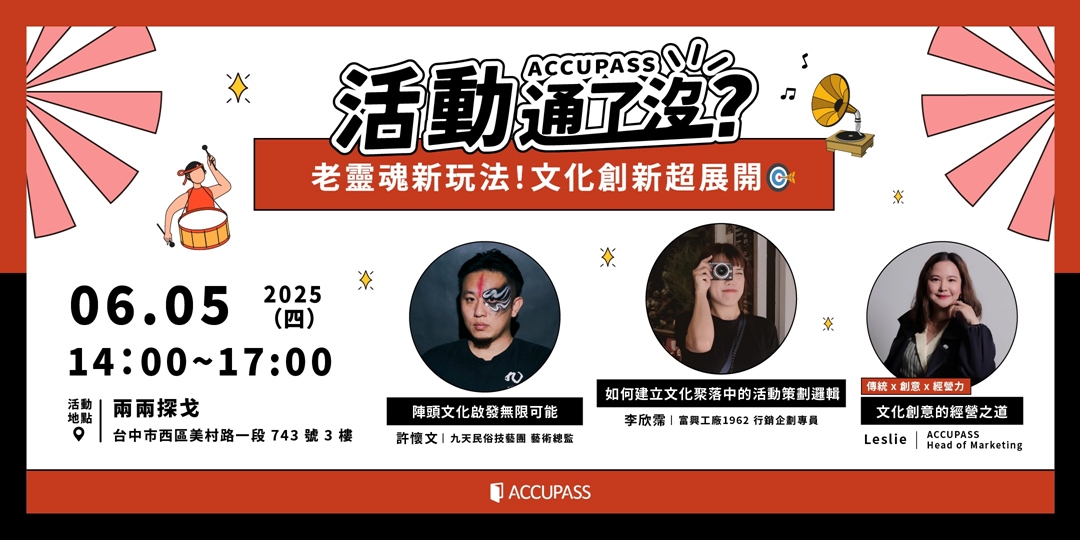 活動 ACCUPASS 通了沒?
老靈魂新玩法!文化創新超展開
06.05 2025 (四)
14:00~17:00
活動地點 兩兩探戈
台中市西區美村路一段 743 號 3 樓
陣頭文化啟發無限可能
許懷文 | 九天民俗技藝團 藝術總監
如何建立文化聚落中的活動策劃邏輯
李欣霈 | 富興工廠1962 行銷企劃專員
傳統 x 創意 x 經營力
文化創意的經營之道
Leslie | ACCUPASS
Head of Marketing
ACCUPASS